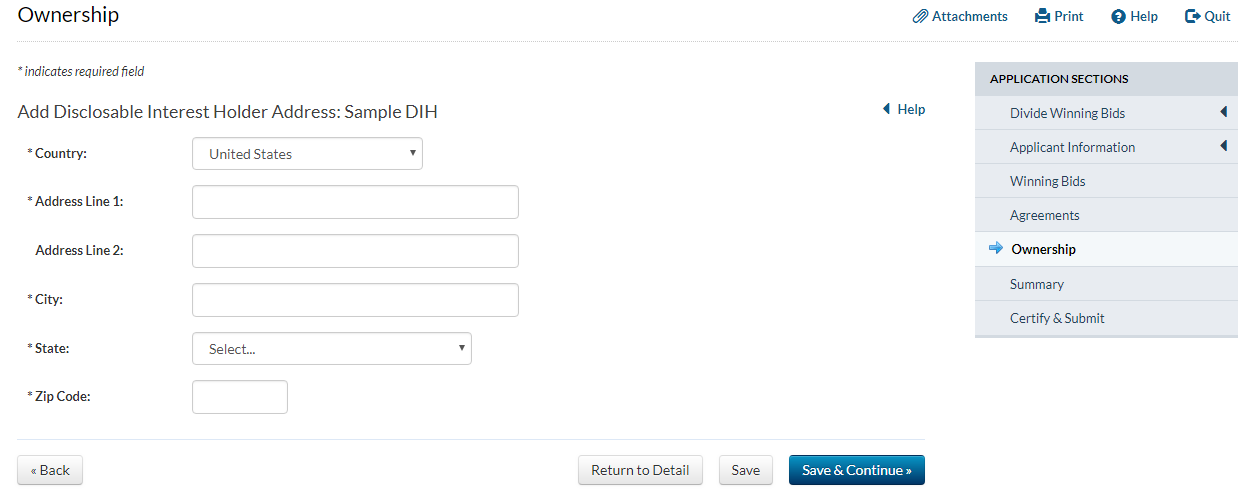 Ownership
Attachments Print Help Quit
* indicates required field
Add Disclosable Interest Holder Address: Sample DIH
Help
* Country: United States
* Address Line 1:
Address Line 2:
* City:
* State: Select...
* Zip Code:
« Back Return to Detail Save Save & Continue »
APPLICATION SECTIONS
Divide Winning Bids
Applicant Information
Winning Bids
Agreements
Ownership
Summary
Certify & Submit